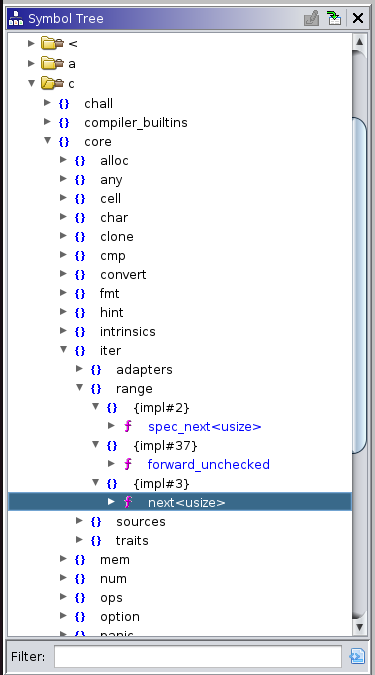 Symbol Tree
<
a
c
{} chall
{} compiler_builtins
{} core
{} alloc
{} any
{} cell
{} char
{} clone
{} cmp
{} convert
{} fmt
{} hint
{} intrinsics
{} iter
{} adapters
{} range
{} {impl#2}
f spec_next<usize>
{} {impl#37}
f forward_unchecked
{} {impl#3}
f next<usize>
{} sources
{} traits
{} mem
{} num
{} ops
{} option
{} panic
Filter: